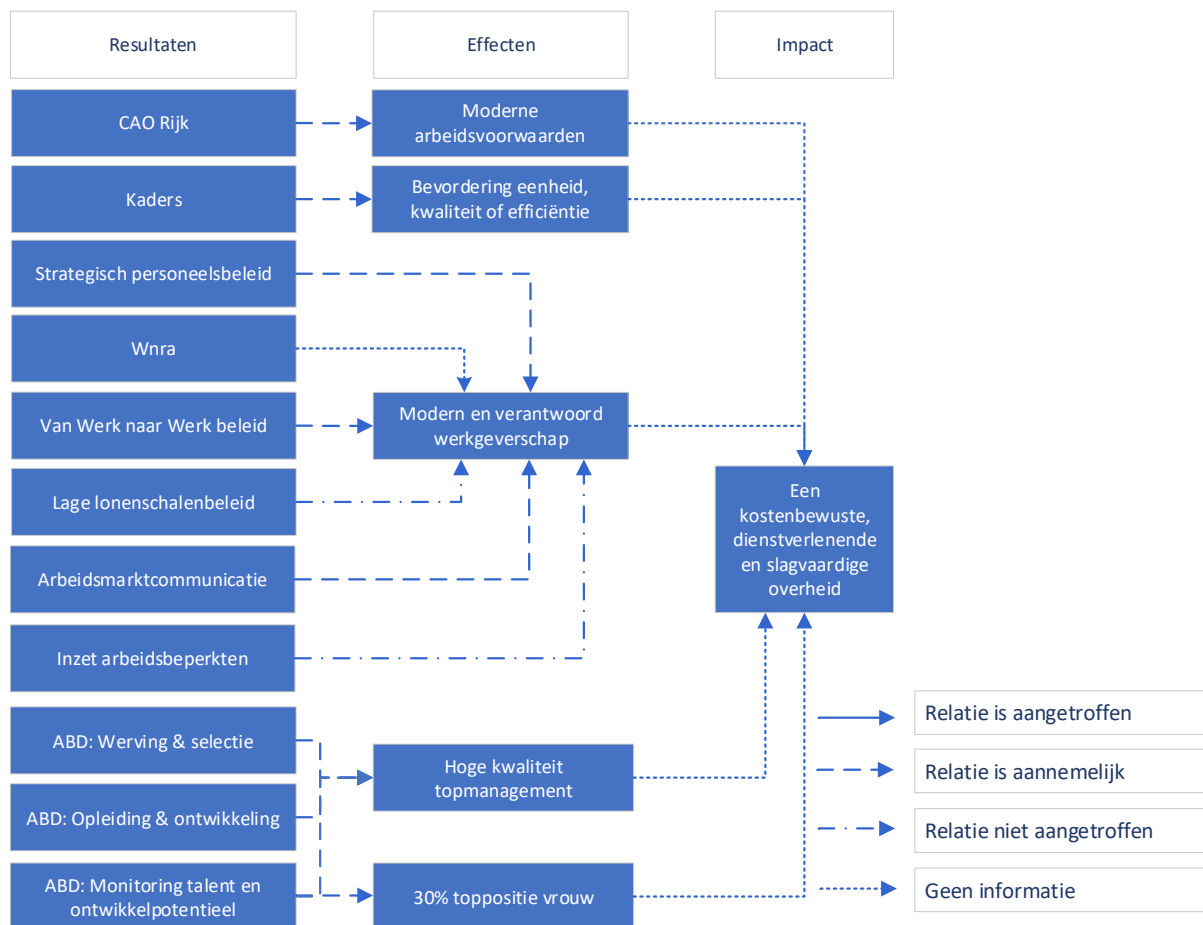 Resultaten
Effecten
Impact
CAO Rijk
Moderne
arbeidsvoorwaarden
Kaders
Bevordering eenheid,
kwaliteit of efficiëntie
Strategisch personeelsbeleid
Wnra
Van Werk naar Werk beleid
Modern en verantwoord
werkgeverschap
Lage lonenschalenbeleid
Een
kostenbewuste,
dienstverlenende
en slagvaardige
overheid
Arbeidsmarktcommunicatie
Inzet arbeidsbeperkten
ABD: Werving & selectie
Hoge kwaliteit
topmanagement
ABD: Opleiding & ontwikkeling
ABD: Monitoring talent en
ontwikkelpotentieel
30% toppositie vrouw
Relatie is aangetroffen
Relatie is aannemelijk
Relatie niet aangetroffen
Geen informatie